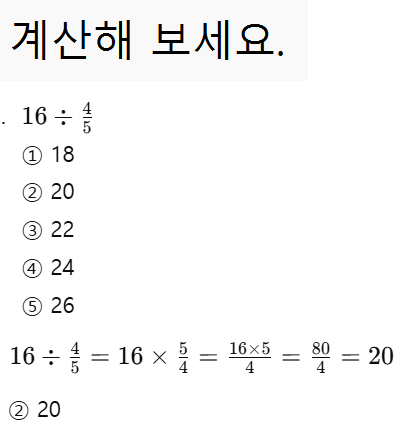 계산해 보세요.
. 16 ÷ 4/5
① 18
② 20
③ 22
④ 24
⑤ 26
16 ÷ 4/5 = 16 × 5/4 = 16×5/4 = 80/4 = 20
② 20